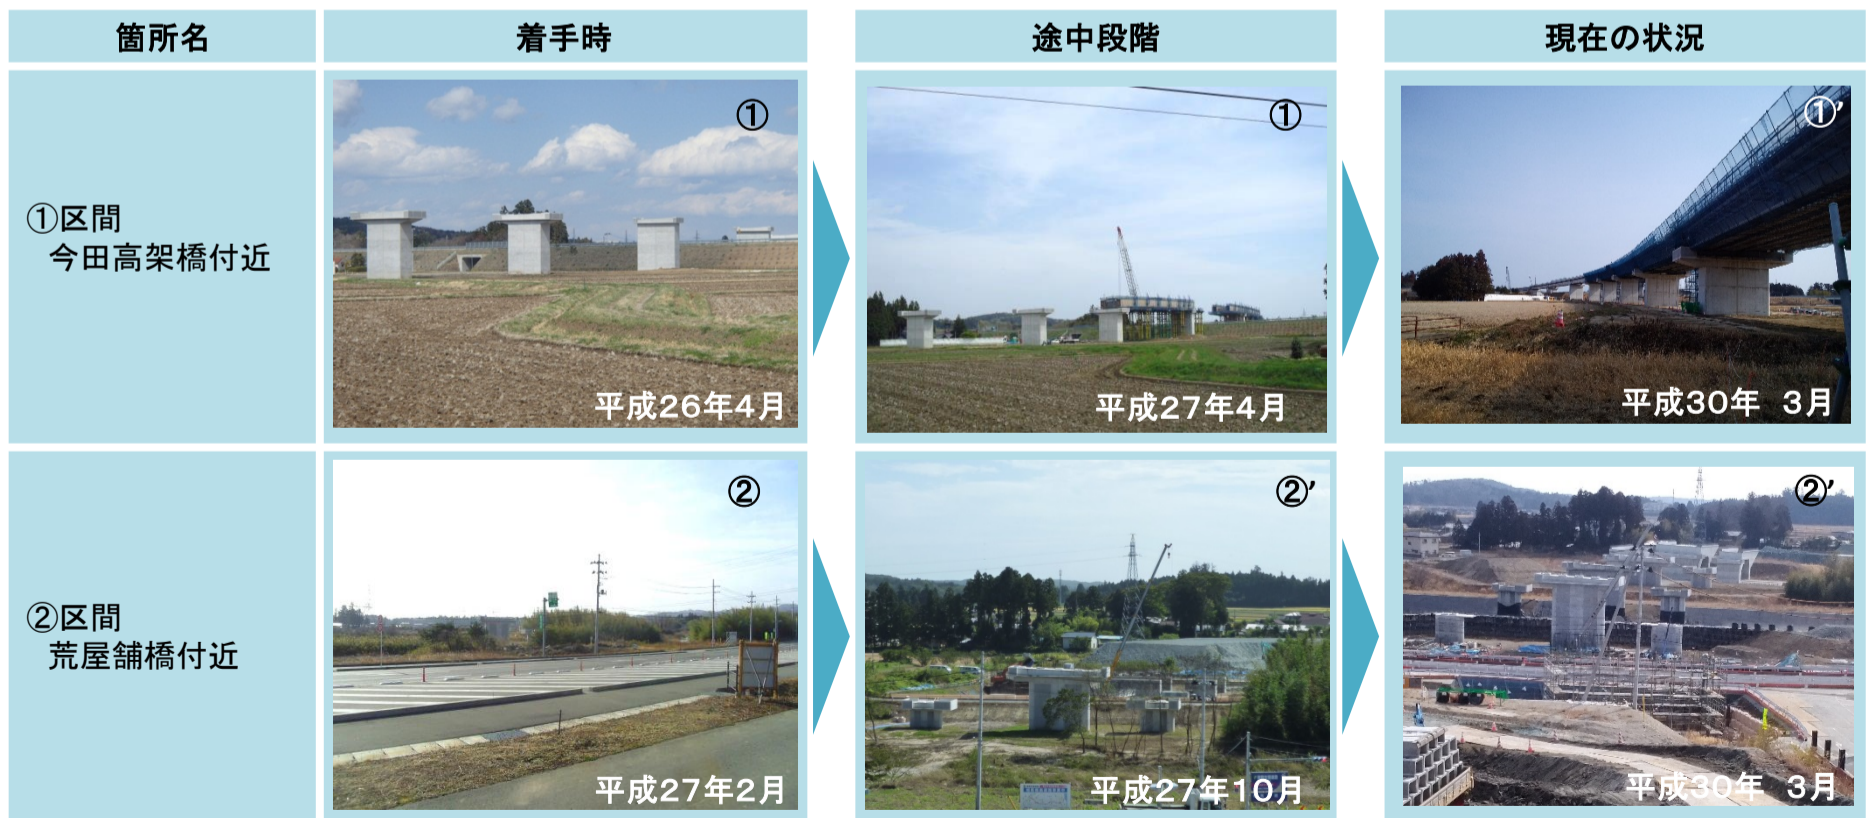 箇所名
着手時
途中段階
現在の状況
①区間
今田高架橋付近
①
平成26年4月
①
平成27年4月
①’
平成30年 3月
②区間
荒屋舗橋付近
②
平成27年2月
②’
平成27年10月
②’
平成30年 3月